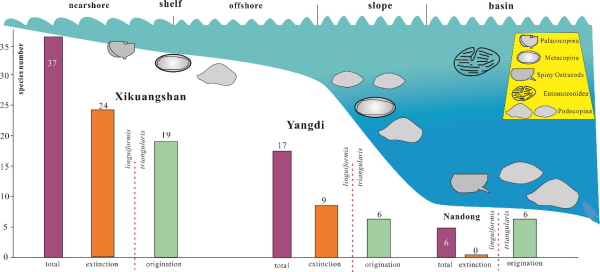 nearshore shelf offshore slope basin
species number
35
30
25
20
15
10
5
0
37
24
19
Xikuangshan
linguiformis
triangularis
total extinction origination
Yangdi
17
9
6
linguiformis
triangularis
total extinction origination
Nandong
6
0
6
linguiformis
triangularis
total extinction origination
Palaeocopina
Metacopina
Spiny Ostracods
Entomozoidea
Podocopina